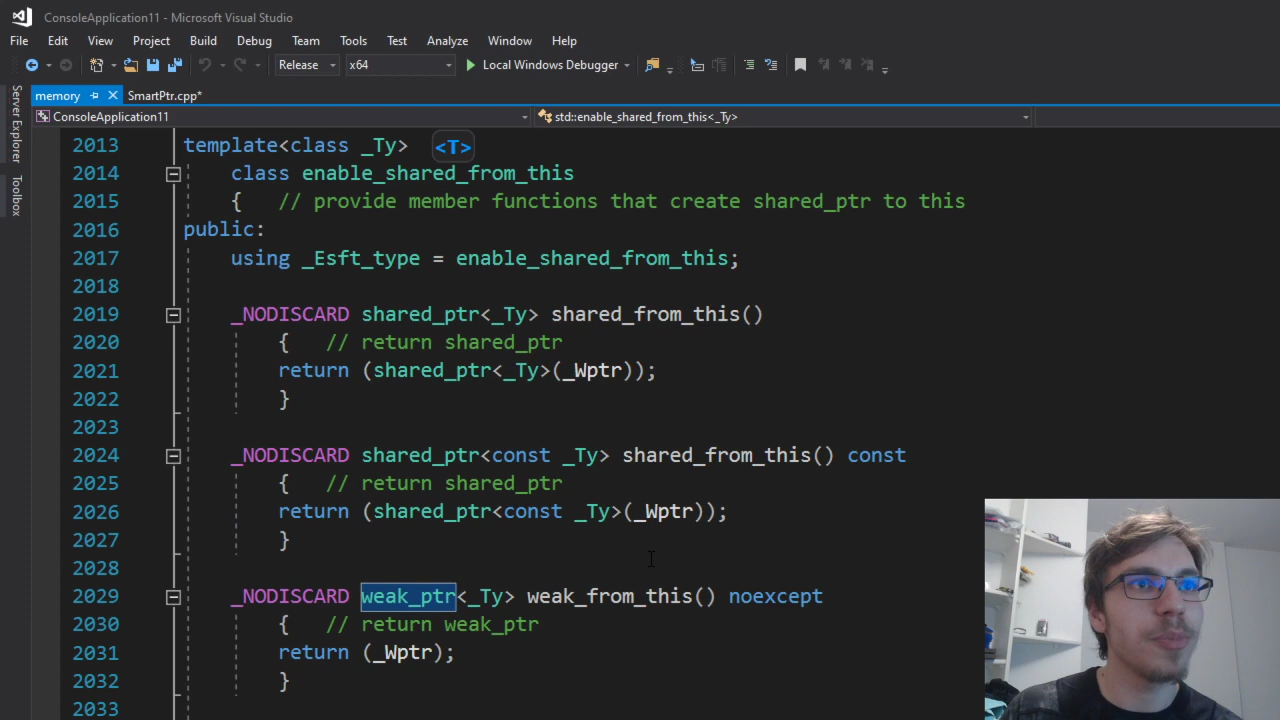 ConsoleApplication11 - Microsoft Visual Studio
File Edit View Project Build Debug Team Tools Test Analyze Window Help
Release x64 Local Windows Debugger
Server Explorer
Toolbox
memory SmartPtr.cpp*
ConsoleApplication11 std::enable_shared_from_this<_Ty>
2013 template<class _Ty> <T>
2014 class enable_shared_from_this
2015 { // provide member functions that create shared_ptr to this
2016 public:
2017 using _Esft_type = enable_shared_from_this;
2018
2019 _NODISCARD shared_ptr<_Ty> shared_from_this()
2020 { // return shared_ptr
2021 return (shared_ptr<_Ty>(_Wptr));
2022 }
2023
2024 _NODISCARD shared_ptr<const _Ty> shared_from_this() const
2025 { // return shared_ptr
2026 return (shared_ptr<const _Ty>(_Wptr));
2027 }
2028
2029 _NODISCARD weak_ptr<_Ty> weak_from_this() noexcept
2030 { // return weak_ptr
2031 return (_Wptr);
2032 }
2033